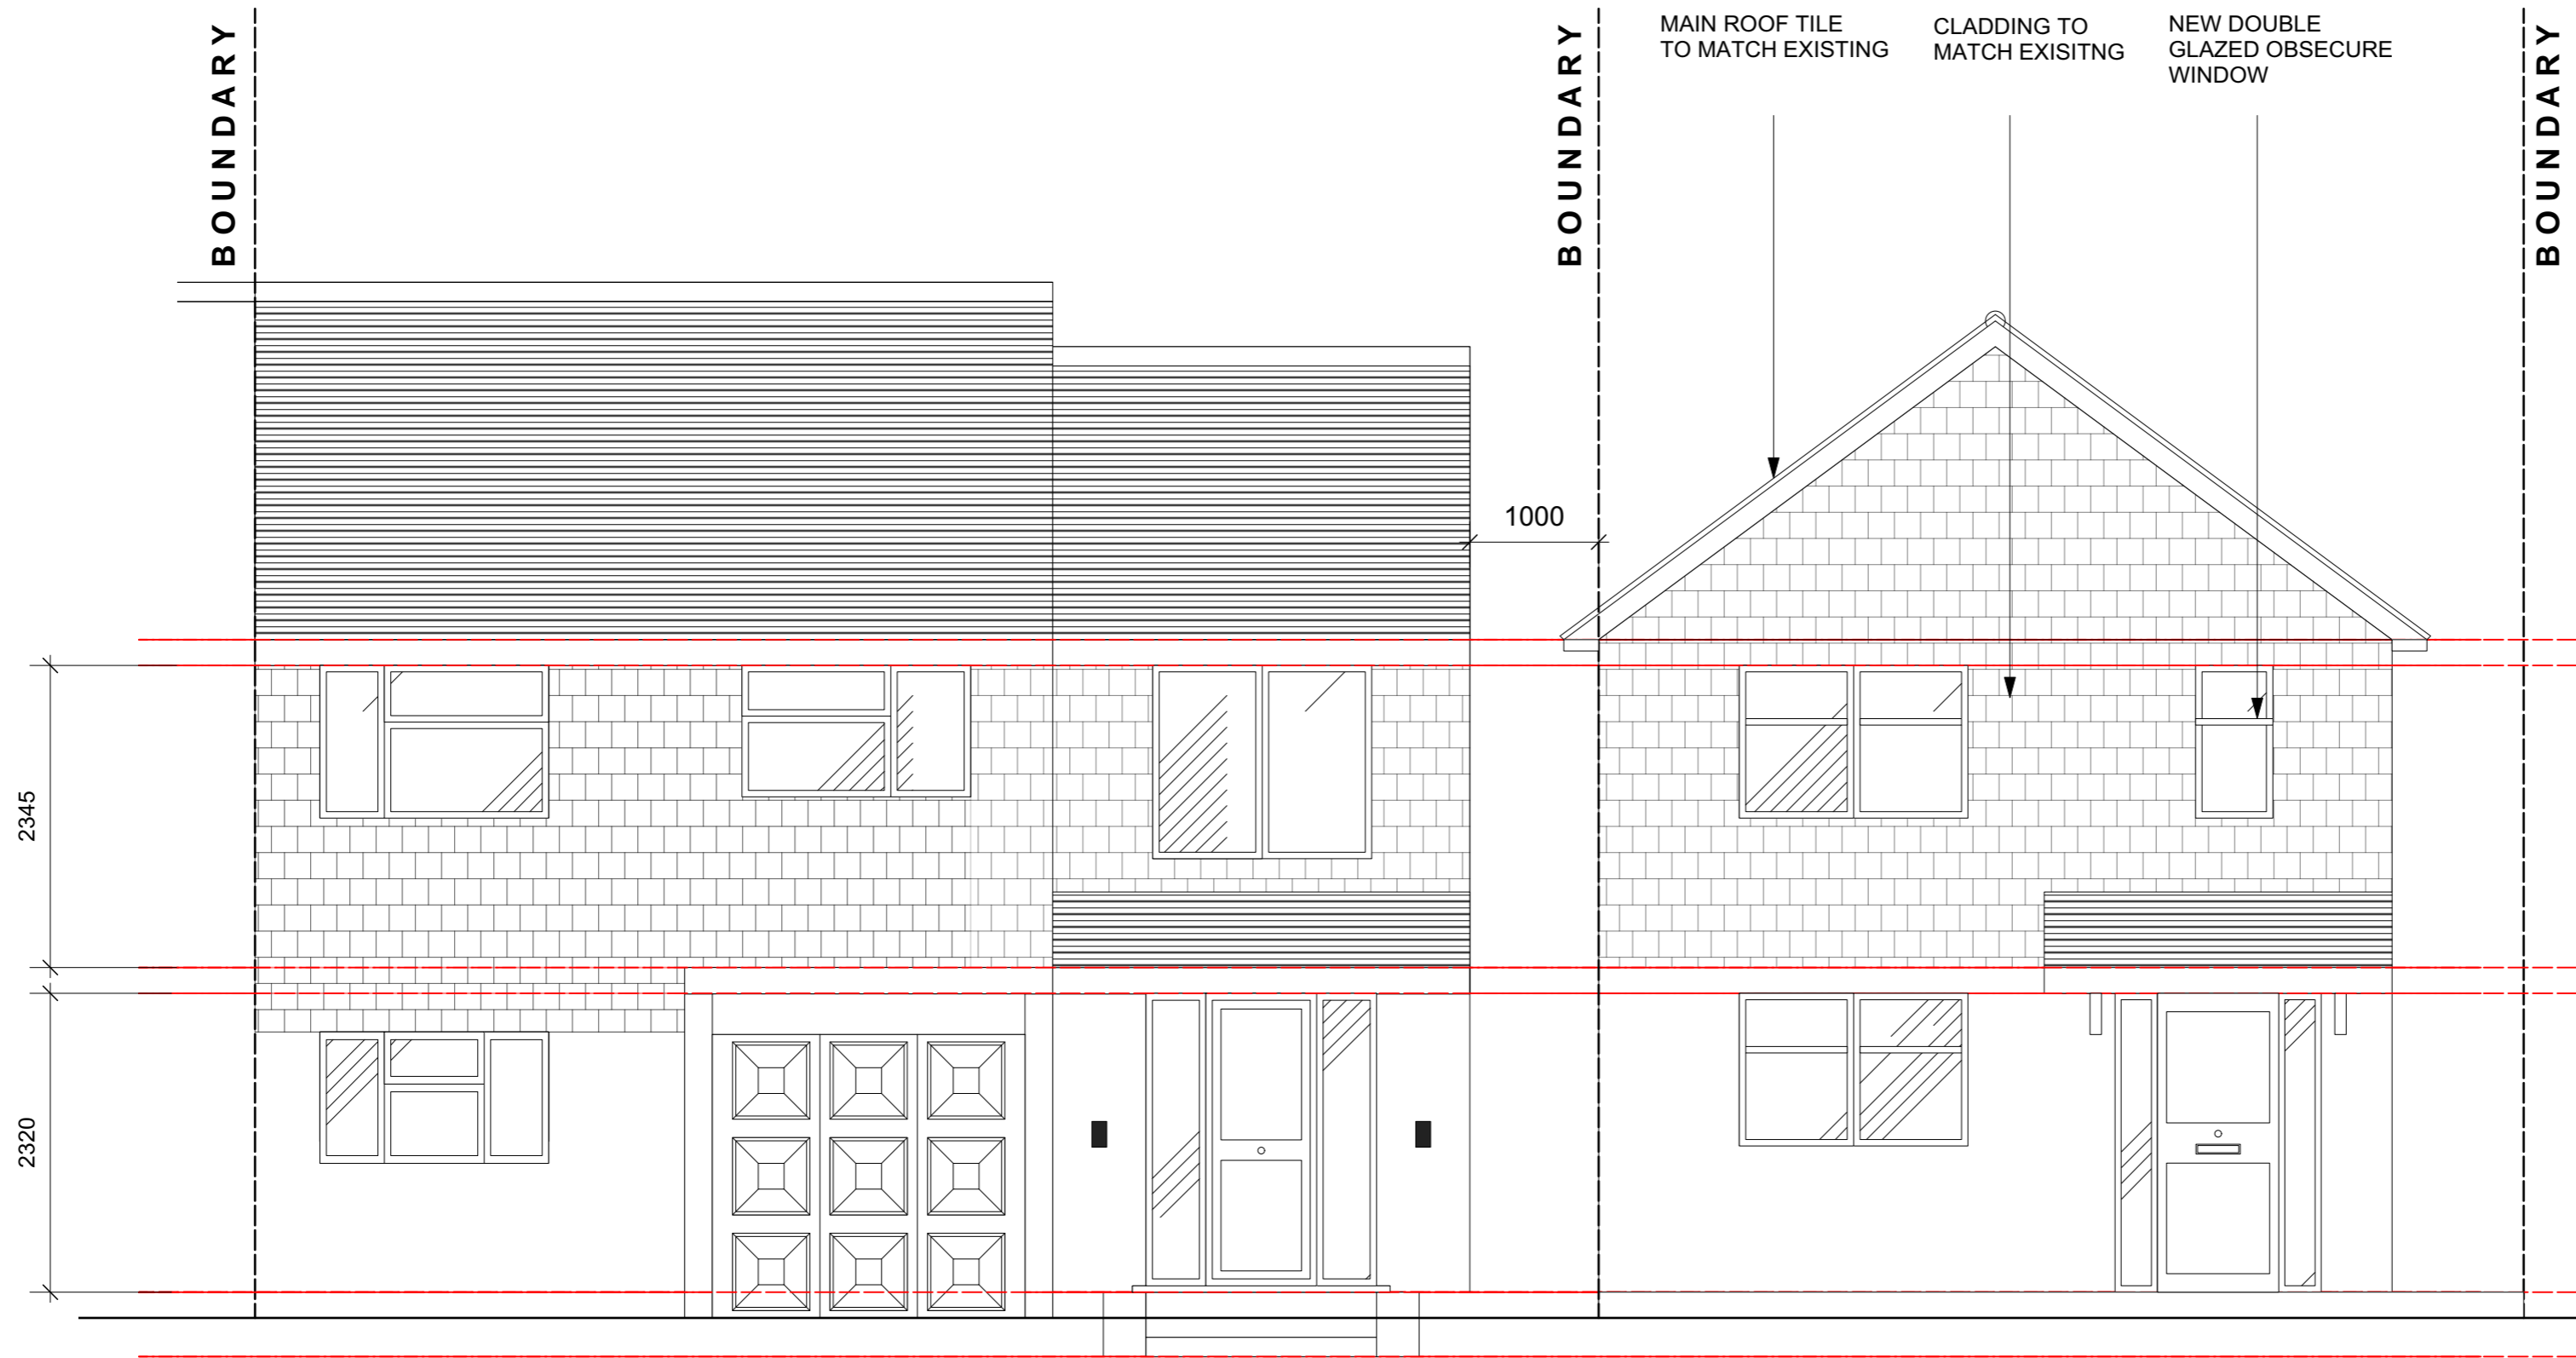 BOUNDARY
BOUNDARY
MAIN ROOF TILE
TO MATCH EXISTING
CLADDING TO
MATCH EXISITNG
NEW DOUBLE
GLAZED OBSECURE
WINDOW
BOUNDARY
1000
2345
2320